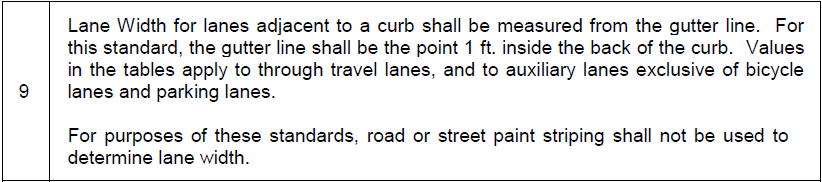 Lane Width for lanes adjacent to a curb shall be measured from the gutter line. For
this standard, the gutter line shall be the point 1 ft. inside the back of the curb. Values
in the tables apply to through travel lanes, and to auxiliary lanes exclusive of bicycle
9
lanes and parking lanes.
For purposes of these standards, road or street paint striping shall not be used to
determine lane width.